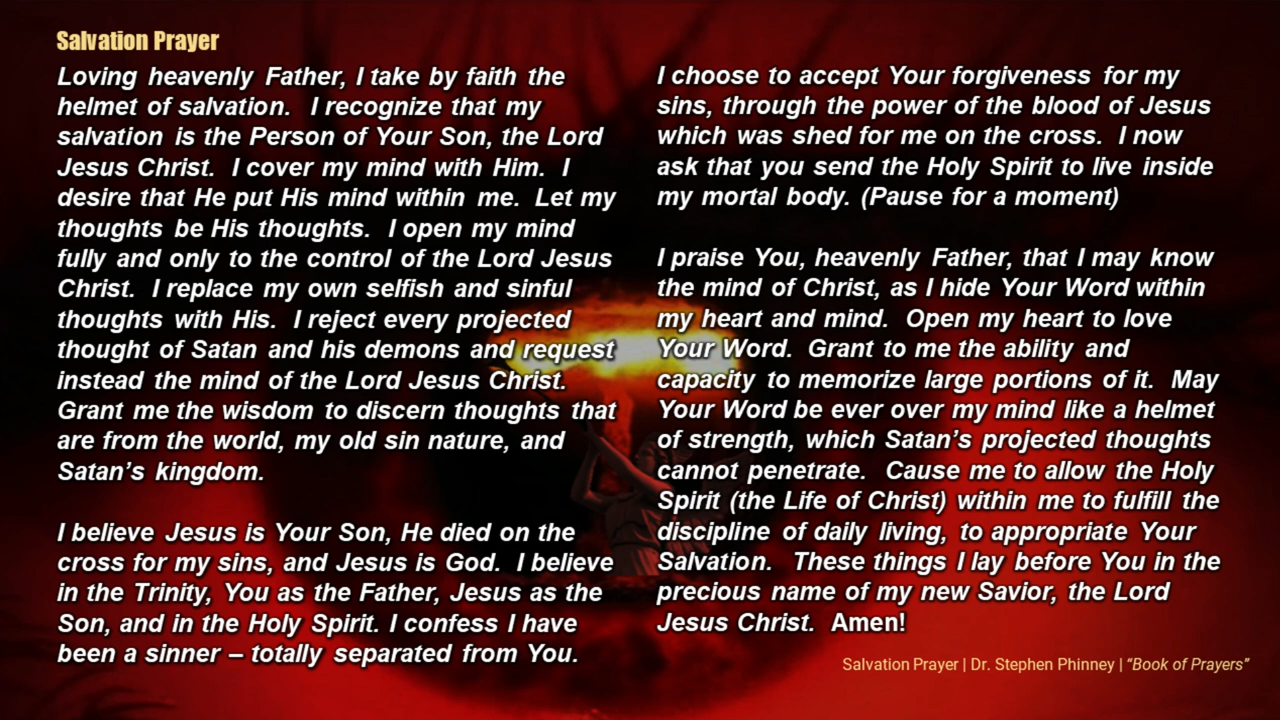 Salvation Prayer
Loving heavenly Father, I take by faith the
helmet of salvation. I recognize that my
salvation is the Person of Your Son, the Lord
Jesus Christ. I cover my mind with Him. I
desire that He put His mind within me. Let my
thoughts be His thoughts. I open my mind
fully and only to the control of the Lord Jesus
Christ. I replace my own selfish and sinful
thoughts with His. I reject every projected
thought of Satan and his demons and request
instead the mind of the Lord Jesus Christ.
Grant me the wisdom to discern thoughts that
are from the world, my old sin nature, and
Satan’s kingdom.
I believe Jesus is Your Son, He died on the
cross for my sins, and Jesus is God. I believe
in the Trinity, You as the Father, Jesus as the
Son, and in the Holy Spirit. I confess I have
been a sinner – totally separated from You.
I choose to accept Your forgiveness for my
sins, through the power of the blood of Jesus
which was shed for me on the cross. I now
ask that you send the Holy Spirit to live inside
my mortal body. (Pause for a moment)
I praise You, heavenly Father, that I may know
the mind of Christ, as I hide Your Word within
my heart and mind. Open my heart to love
Your Word. Grant to me the ability and
capacity to memorize large portions of it. May
Your Word be ever over my mind like a helmet
of strength, which Satan’s projected thoughts
cannot penetrate. Cause me to allow the Holy
Spirit (the Life of Christ) within me to fulfill the
discipline of daily living, to appropriate Your
Salvation. These things I lay before You in the
precious name of my new Savior, the Lord
Jesus Christ. Amen!
Salvation Prayer | Dr. Stephen Phinney | “Book of Prayers”